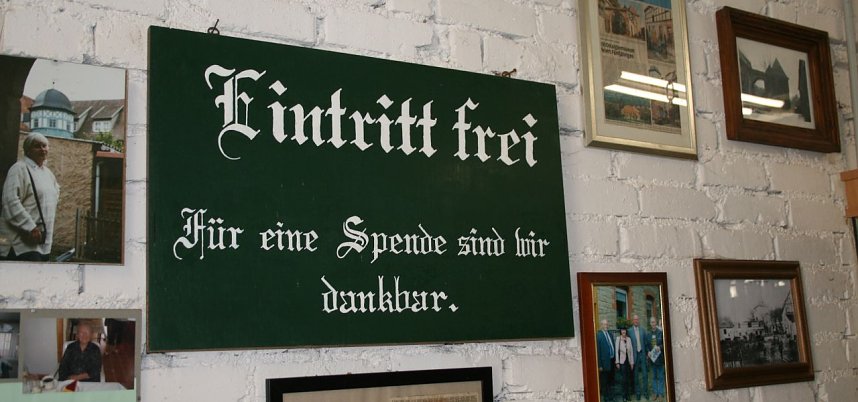 Eintritt frei
Für eine Spende sind wir
dankbar.